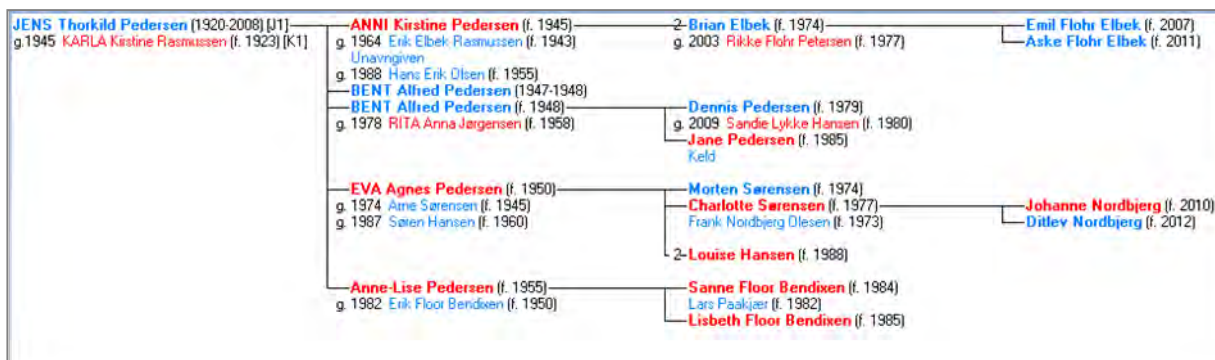 JENS Thorkild Pedersen (1920-2008) [J1]
g.1945 KARLA Kirstine Rasmussen (f. 1923) [K1]
ANNI Kirstine Pedersen (f. 1945)
g. 1964 Erik Elbek Rasmussen (f. 1943)
Unavngiven
g. 1988 Hans Erik Olsen (f. 1955)
BENT Alfred Pedersen (1947-1948)
BENT Alfred Pedersen (f. 1948)
g. 1978 RITA Anna Jørgensen (f. 1958)
EVA Agnes Pedersen (f. 1950)
g. 1974 Arne Sørensen (f. 1945)
g. 1987 Søren Hansen (f. 1960)
Anne-Lise Pedersen (f. 1955)
g. 1982 Erik Floor Bendixen (f. 1950)
2 Brian Elbek (f. 1974)
g. 2003 Rikke Flohr Petersen (f. 1977)
Dennis Pedersen (f. 1979)
g. 2009 Sandie Lykke Hansen (f. 1980)
Jane Pedersen (f. 1985)
Keld
Morten Sørensen (f. 1974)
Charlotte Sørensen (f. 1977)
Frank Nordbjerg Olesen (f. 1973)
2 Louise Hansen (f. 1988)
Sanne Floor Bendixen (f. 1984)
Lars Paakjær (f. 1982)
Lisbeth Floor Bendixen (f. 1985)
Emil Flohr Elbek (f. 2007)
Aske Flohr Elbek (f. 2011)
Johanne Nordbjerg (f. 2010)
Ditlev Nordbjerg (f. 2012)